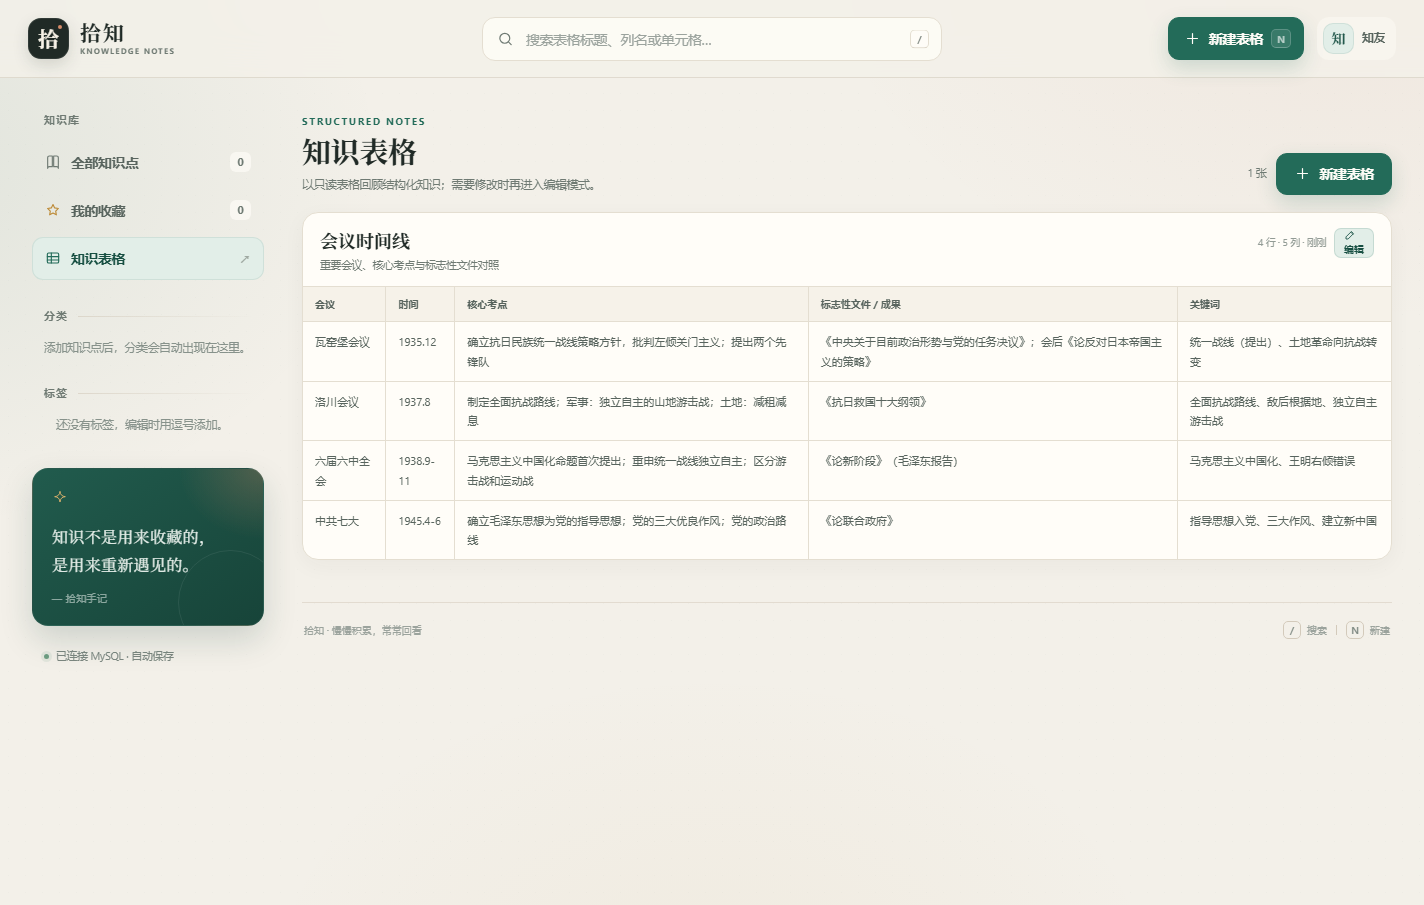 拾
拾知
KNOWLEDGE NOTES
搜索表格标题、列名或单元格...
/
新建表格 N
知 知友
知识库
全部知识点 0
我的收藏 0
知识表格 ↗
分类
添加知识点后，分类会自动出现在这里。
标签
还没有标签，编辑时用逗号添加。
知识不是用来收藏的，
是用来重新遇见的。
— 拾知手记
已连接 MySQL · 自动保存
STRUCTURED NOTES
知识表格
以只读表格回顾结构化知识；需要修改时再进入编辑模式。
1 张
新建表格
会议时间线
重要会议、核心考点与标志性文件对照
4 行 · 5 列 · 刚刚
编辑
会议 时间 核心考点 标志性文件 / 成果 关键词
瓦窑堡会议 1935.12 确立抗日民族统一战线策略方针，批判左倾关门主义；提出两个先
锋队
《中央关于目前政治形势与党的任务决议》；会后《论反对日本帝国主
义的策略》
统一战线（提出）、土地革命向抗战转
变
洛川会议 1937.8 制定全面抗战路线；军事：独立自主的山地游击战；土地：减租减
息
《抗日救国十大纲领》
全面抗战路线、敌后根据地、独立自主
游击战
六届六中全
会
1938.9-
11
马克思主义中国化命题首次提出；重申统一战线独立自主；区分游
击战和运动战
《论新阶段》（毛泽东报告）
马克思主义中国化、王明右倾错误
中共七大 1945.4-6 确立毛泽东思想为党的指导思想；党的三大优良作风；党的政治路
线
《论联合政府》
指导思想入党、三大作风、建立新中国
拾知 · 慢慢积累，常常回看
/ 搜索 | N 新建